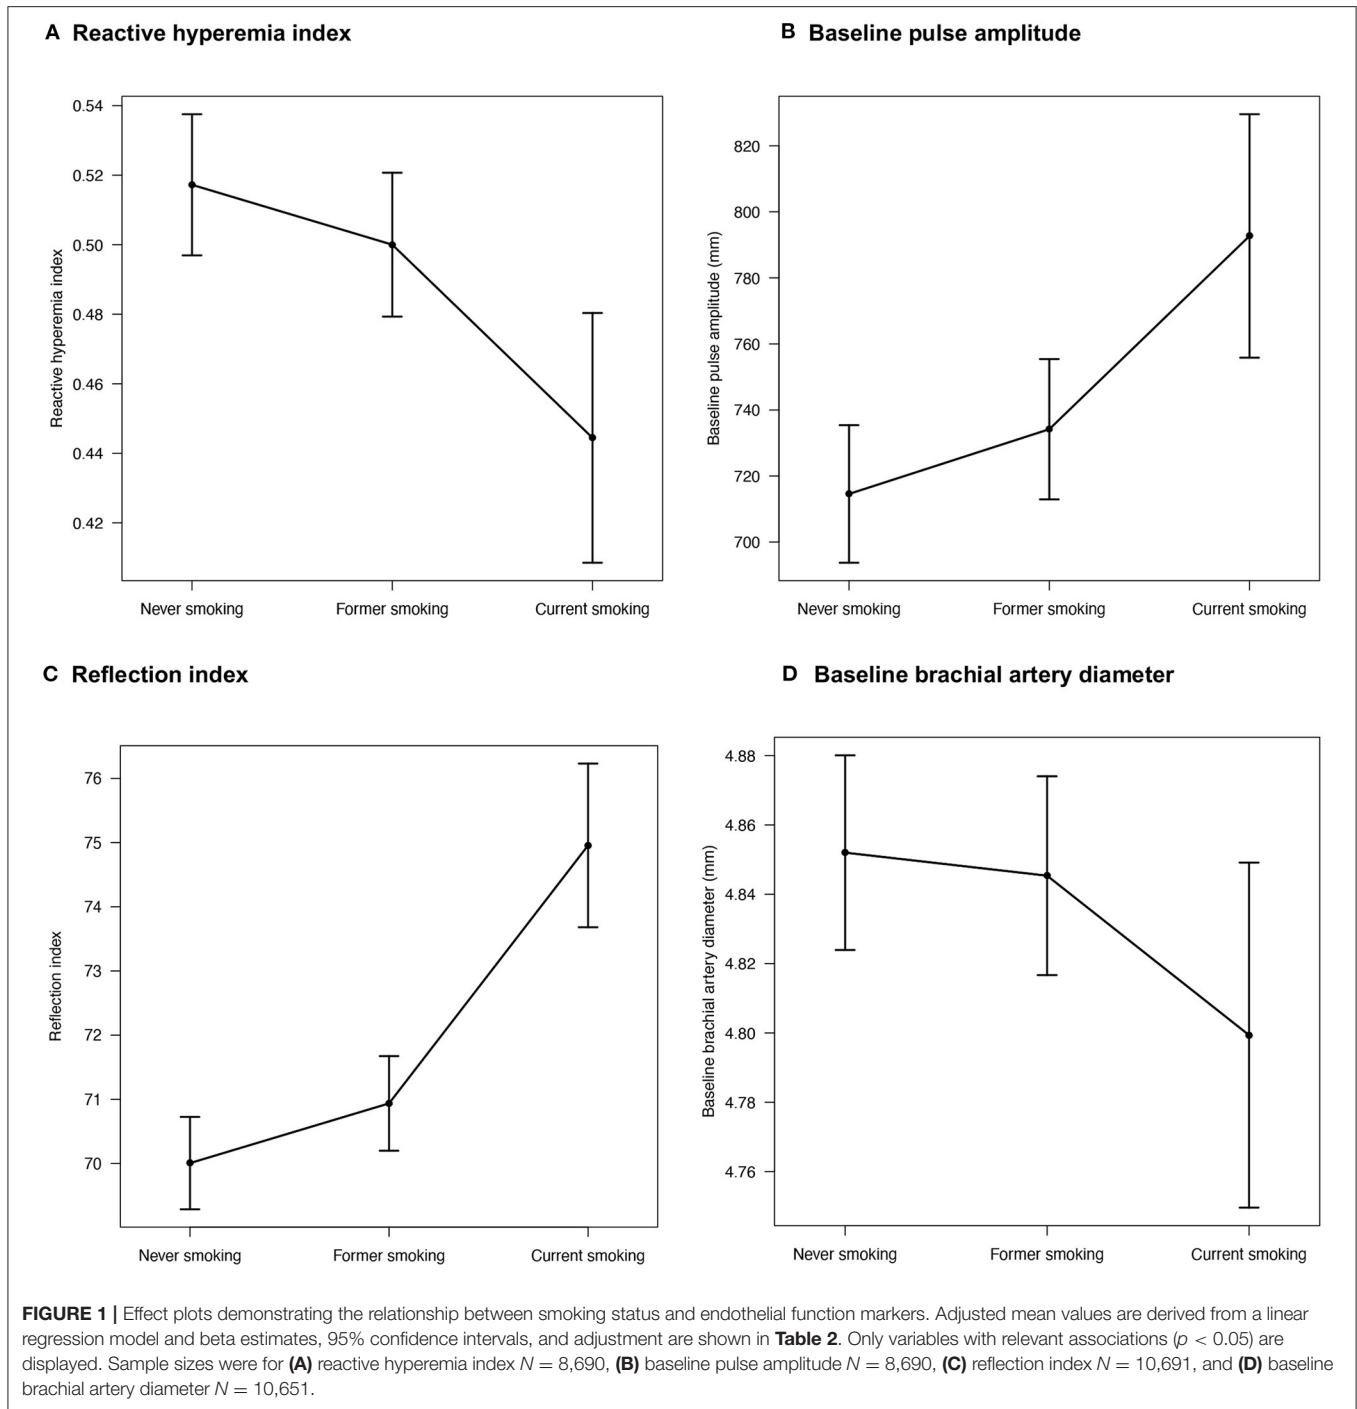 A Reactive hyperemia index
0.54
0.52
0.50
0.48
0.46
0.44
0.42
Reactive hyperemia index
Never smoking
Former smoking
Current smoking
B Baseline pulse amplitude
820
800
780
760
740
720
700
Baseline pulse amplitude (mm)
Never smoking
Former smoking
Current smoking
C Reflection index
76
75
74
73
72
71
70
Reflection index
Never smoking
Former smoking
Current smoking
D Baseline brachial artery diameter
4.88
4.86
4.84
4.82
4.80
4.78
4.76
Baseline brachial artery diameter (mm)
Never smoking
Former smoking
Current smoking
FIGURE 1 | Effect plots demonstrating the relationship between smoking status and endothelial function markers. Adjusted mean values are derived from a linear
regression model and beta estimates, 95% confidence intervals, and adjustment are shown in Table 2. Only variables with relevant associations (p < 0.05) are
displayed. Sample sizes were for (A) reactive hyperemia index N = 8,690, (B) baseline pulse amplitude N = 8,690, (C) reflection index N = 10,691, and (D) baseline
brachial artery diameter N = 10,651.